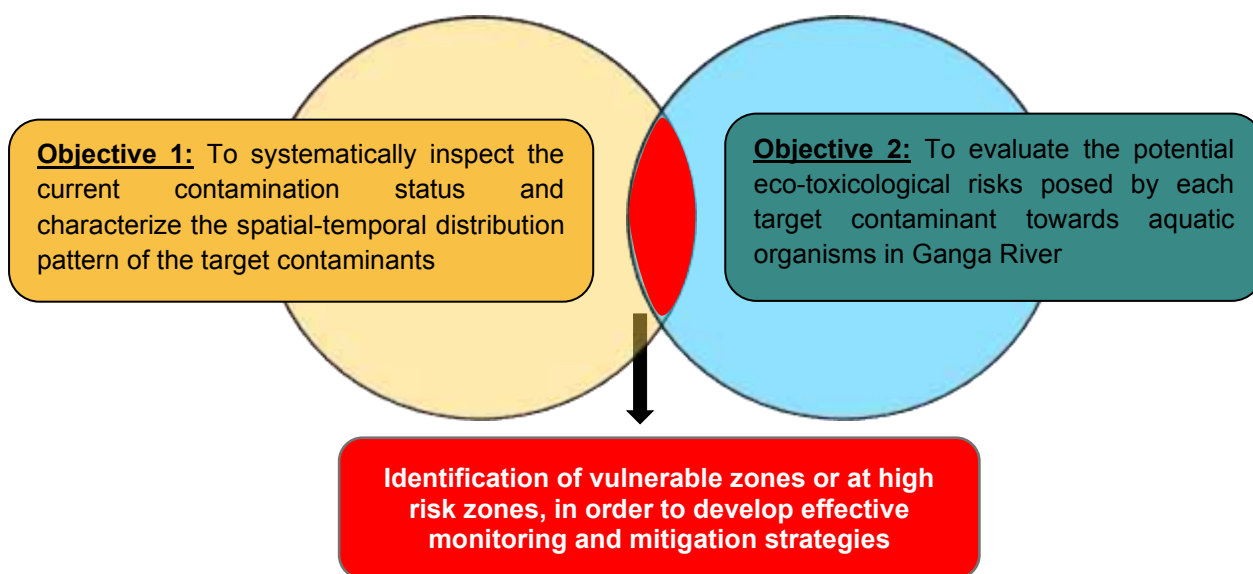 Objective 1: To systematically inspect the
current contamination status and
characterize the spatial-temporal distribution
pattern of the target contaminants
Objective 2: To evaluate the potential
eco-toxicological risks posed by each
target contaminant towards aquatic
organisms in Ganga River
Identification of vulnerable zones or at high
risk zones, in order to develop effective
monitoring and mitigation strategies